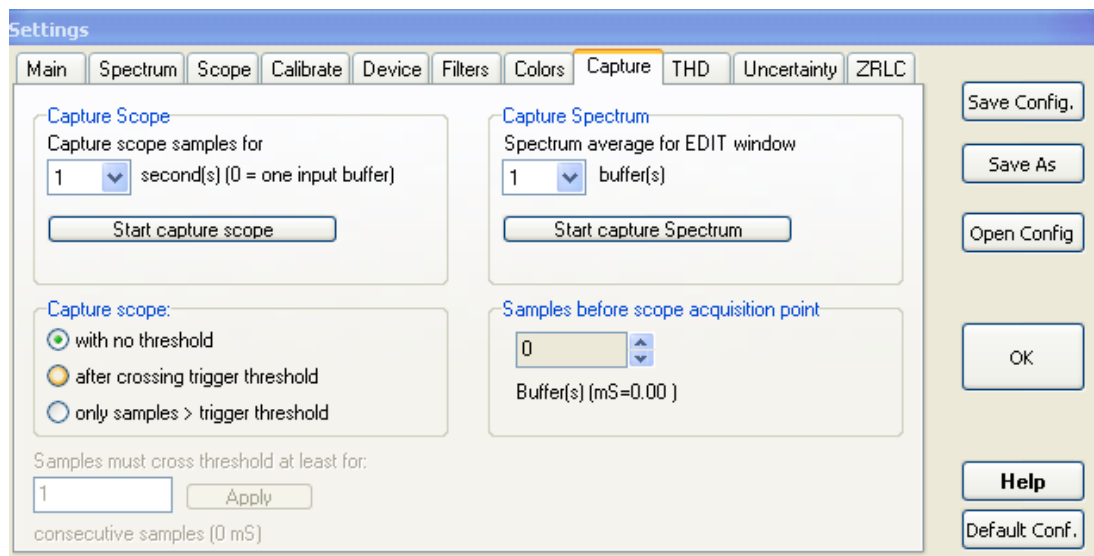 Settings
Main Spectrum Scope Calibrate Device Filters Colors Capture THD Uncertainty ZRLC
Capture Scope
Capture scope samples for
1 second(s) (0 = one input buffer)
Start capture scope
Capture Spectrum
Spectrum average for EDIT window
1 buffer(s)
Start capture Spectrum
Capture scope:
with no threshold
after crossing trigger threshold
only samples > trigger threshold
Samples before scope acquisition point
0
Buffer(s) (mS=0.00 )
Samples must cross threshold at least for:
1 Apply
consecutive samples (0 mS)
Save Config.
Save As
Open Config
OK
Help
Default Conf.